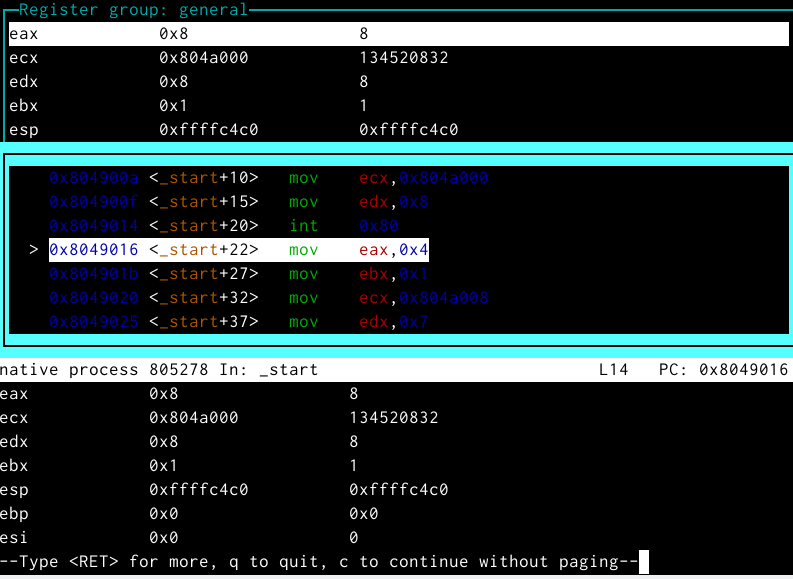 Register group: general
eax 0x8 8
ecx 0x804a000 134520832
edx 0x8 8
ebx 0x1 1
esp 0xffffc4c0 0xffffc4c0
0x804900a <_start+10> mov ecx,0x804a000
0x804900f <_start+15> mov edx,0x8
0x8049014 <_start+20> int 0x80
> 0x8049016 <_start+22> mov eax,0x4
0x804901b <_start+27> mov ebx,0x1
0x8049020 <_start+32> mov ecx,0x804a008
0x8049025 <_start+37> mov edx,0x7
native process 805278 In: _start L14 PC: 0x8049016
eax 0x8 8
ecx 0x804a000 134520832
edx 0x8 8
ebx 0x1 1
esp 0xffffc4c0 0xffffc4c0
ebp 0x0 0x0
esi 0x0 0
--Type <RET> for more, q to quit, c to continue without paging--